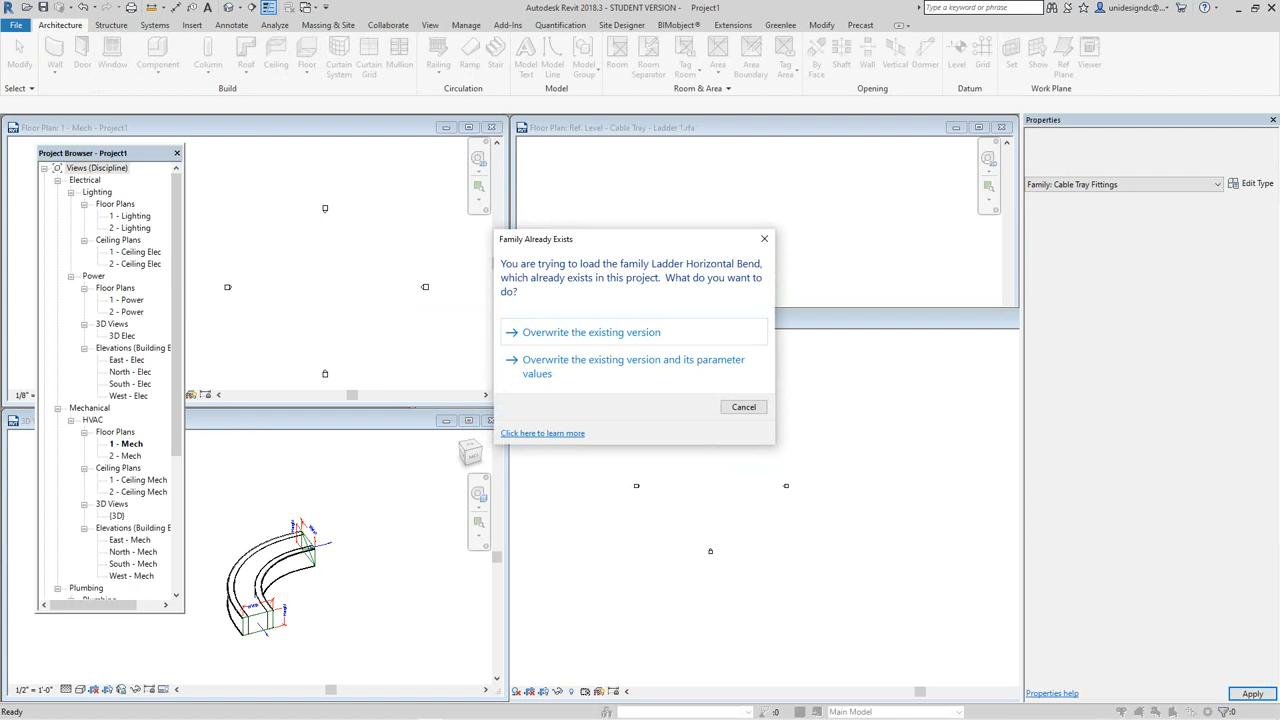 Autodesk Revit 2018.3 - STUDENT VERSION - Project1
Type a keyword or phrase
unidesigndc@...
File Architecture Structure Systems Insert Annotate Analyze Massing & Site Collaborate View Manage Add-Ins Quantification Site Designer BIMobject® Extensions Greenlee Modify Precast
Modify Wall Door Window Component Column Roof Ceiling Floor Curtain System Curtain Grid Mullion Railing Ramp Stair Model Text Model Line Model Group Room Room Separator Tag Room Area Area Boundary Tag Area By Face Shaft Wall Vertical Dormer Level Grid Set Show Ref Plane Viewer
Select Build Circulation Model Room & Area Opening Datum Work Plane
Floor Plan: 1 - Mech - Project1
Floor Plan: Ref. Level - Cable Tray - Ladder 1.rfa
Properties
Project Browser - Project1
Views (Discipline)
Electrical
Lighting
Floor Plans
1 - Lighting
2 - Lighting
Ceiling Plans
1 - Ceiling Elec
2 - Ceiling Elec
Power
Floor Plans
1 - Power
2 - Power
3D Views
3D Elec
Elevations (Building E
East - Elec
North - Elec
South - Elec
West - Elec
Mechanical
HVAC
Floor Plans
1 - Mech
2 - Mech
Ceiling Plans
1 - Ceiling Mech
2 - Ceiling Mech
3D Views
{3D}
Elevations (Building E
East - Mech
North - Mech
South - Mech
West - Mech
Plumbing
1/8"
3D
1/2" = 1'-0"
Family Already Exists
You are trying to load the family Ladder Horizontal Bend,
which already exists in this project. What do you want to
do?
Overwrite the existing version
Overwrite the existing version and its parameter
values
Cancel
Click here to learn more
Family: Cable Tray Fittings
Edit Type
Properties help
Apply
Ready
:0
Main Model
:0